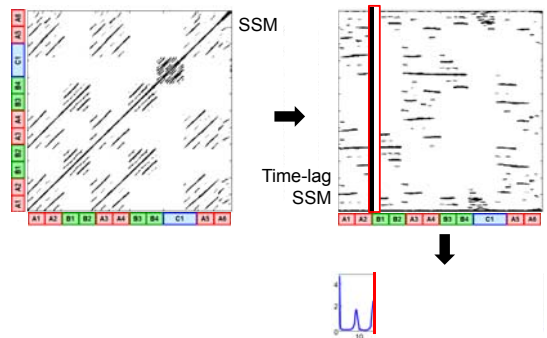 SSM
A6
A5
C1
B4
B3
A4
A3
B2
B1
A2
A1
A1 A2 B1 B2 A3 A4 B3 B4 C1 A5 A6
Time-lag
SSM
A1 A2 B1 B2 A3 A4 B3 B4 C1 A5 A6
4
2
0
10